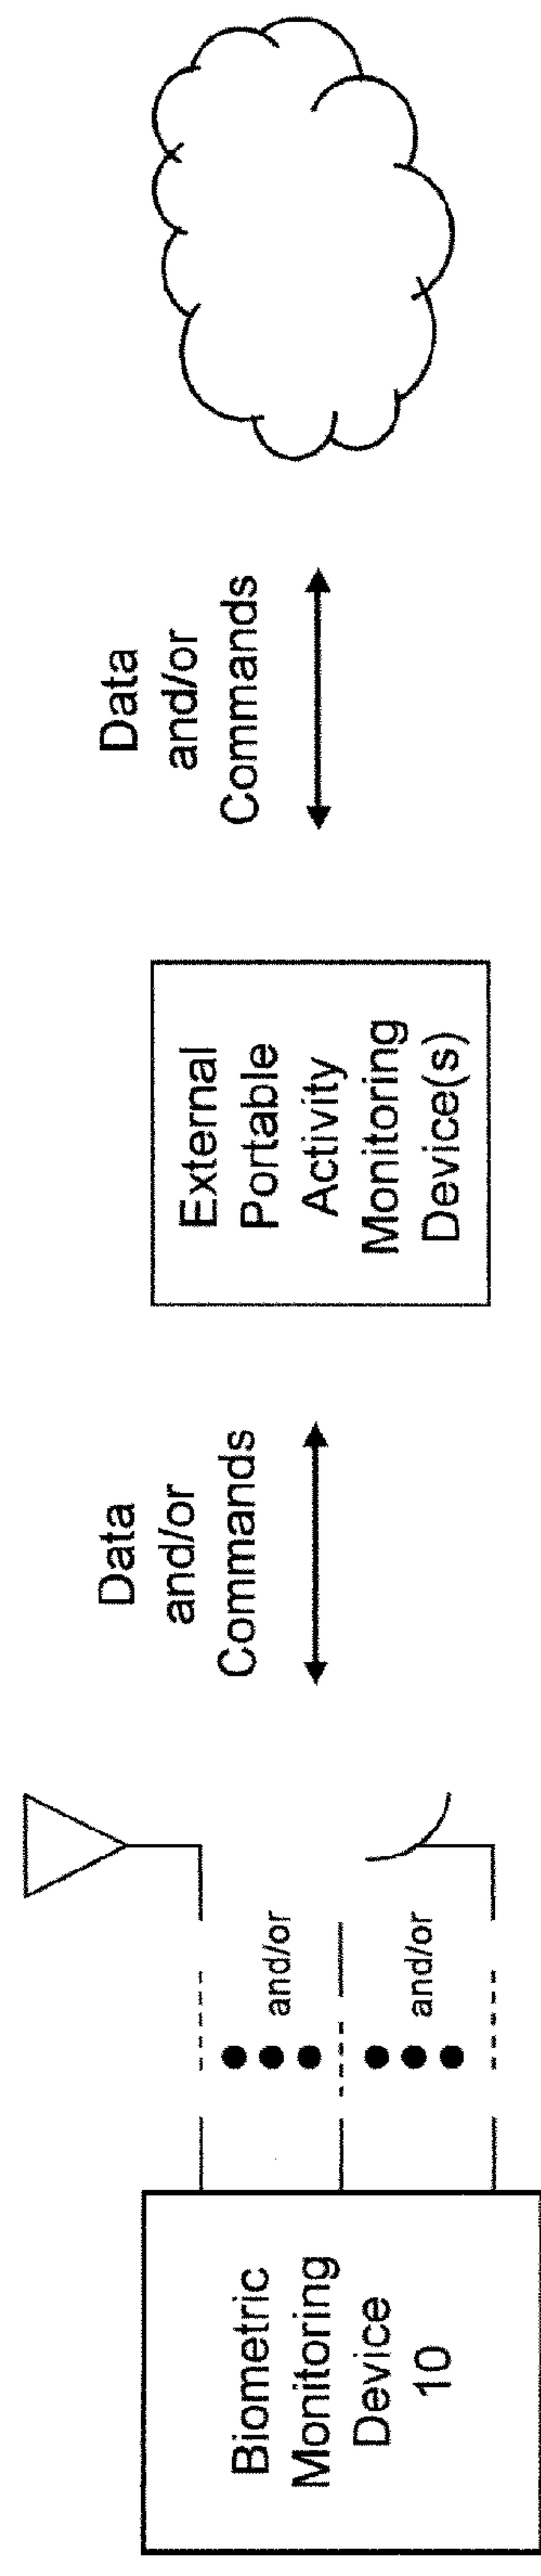 Biometric
Monitoring
Device
10
and/or
and/or
Data
and/or
Commands
External
Portable
Activity
Monitoring
Device(s)
Data
and/or
Commands